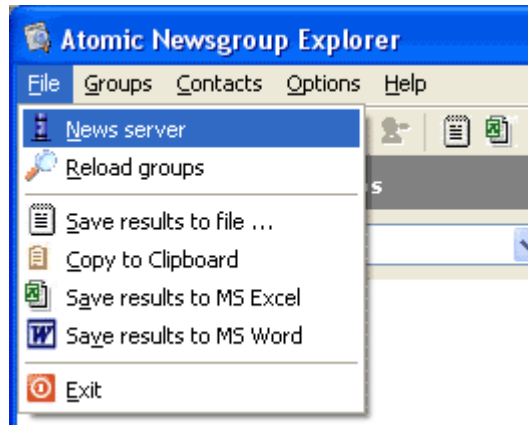 Atomic Newsgroup Explorer
File Groups Contacts Options Help
News server
Reload groups
s
Save results to file ...
Copy to Clipboard
Save results to MS Excel
Save results to MS Word
Exit